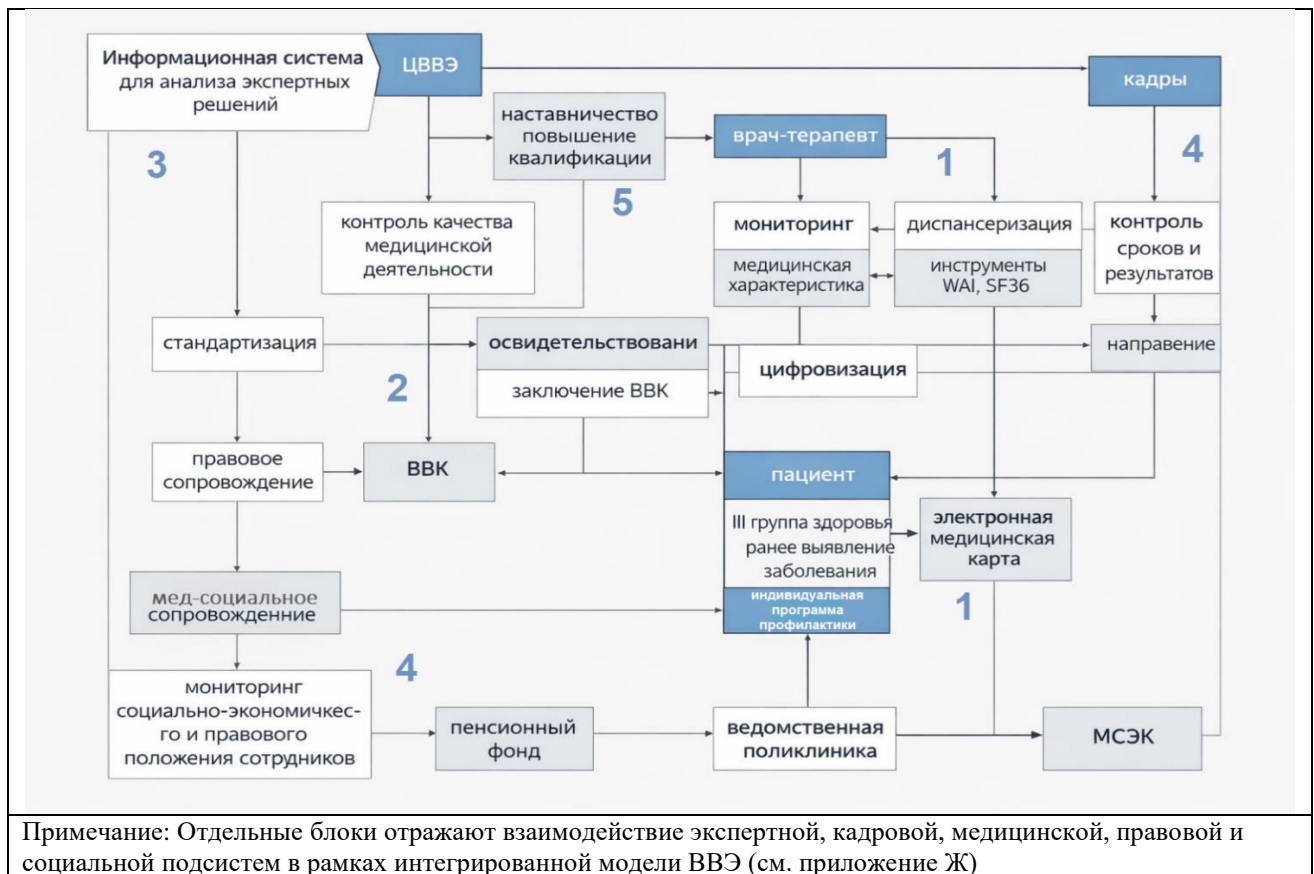 Информационная система
для анализа экспертных
решений
ЦВВЭ
кадры
наставничество
повышение
квалификации
врач-терапевт
1
4
3
5
контроль качества
медицинской
деятельности
мониторинг
медицинская
характеристика
диспансеризация
инструменты
WAI, SF36
контроль
сроков и
результатов
стандартизация
освидетельствовани
заключение ВВК
цифровизация
направение
2
правовое
сопровождение
ВВК
пациент
III группа здоровья
ранее выявление
заболевания
индивидуальная
программа
профилактики
электронная
медицинская
карта
1
мед-социальное
сопровожденние
4
мониторинг
социально-экономичкес-
го и правового
положения сотрудников
пенсионный
фонд
ведомственная
поликлиника
МСЭК
Примечание: Отдельные блоки отражают взаимодействие экспертной, кадровой, медицинской, правовой и
социальной подсистем в рамках интегрированной модели ВВЭ (см. приложение Ж)